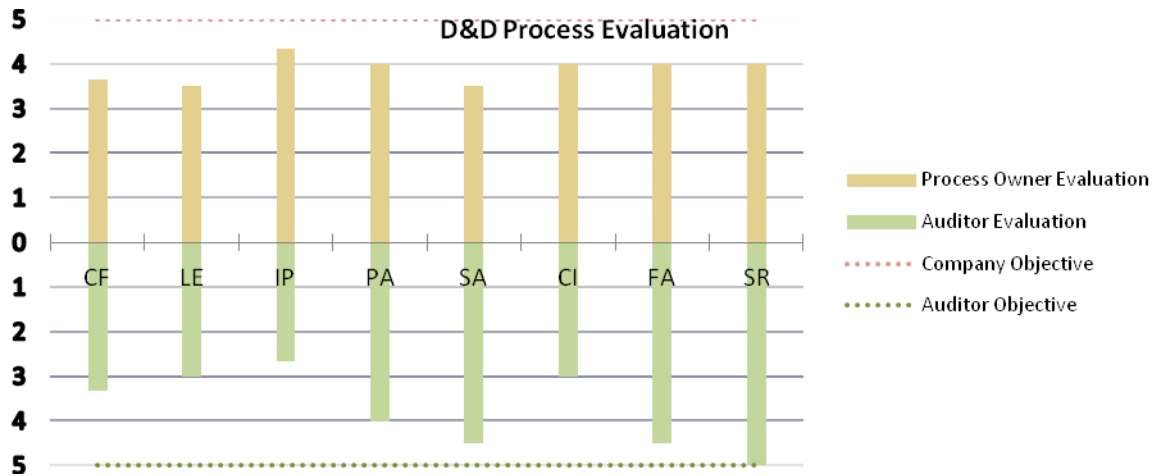 D&D Process Evaluation
5
4
3
2
1
0
CF LE IP PA SA CI FA SR
1
2
3
4
5
Process Owner Evaluation
Auditor Evaluation
Company Objective
Auditor Objective